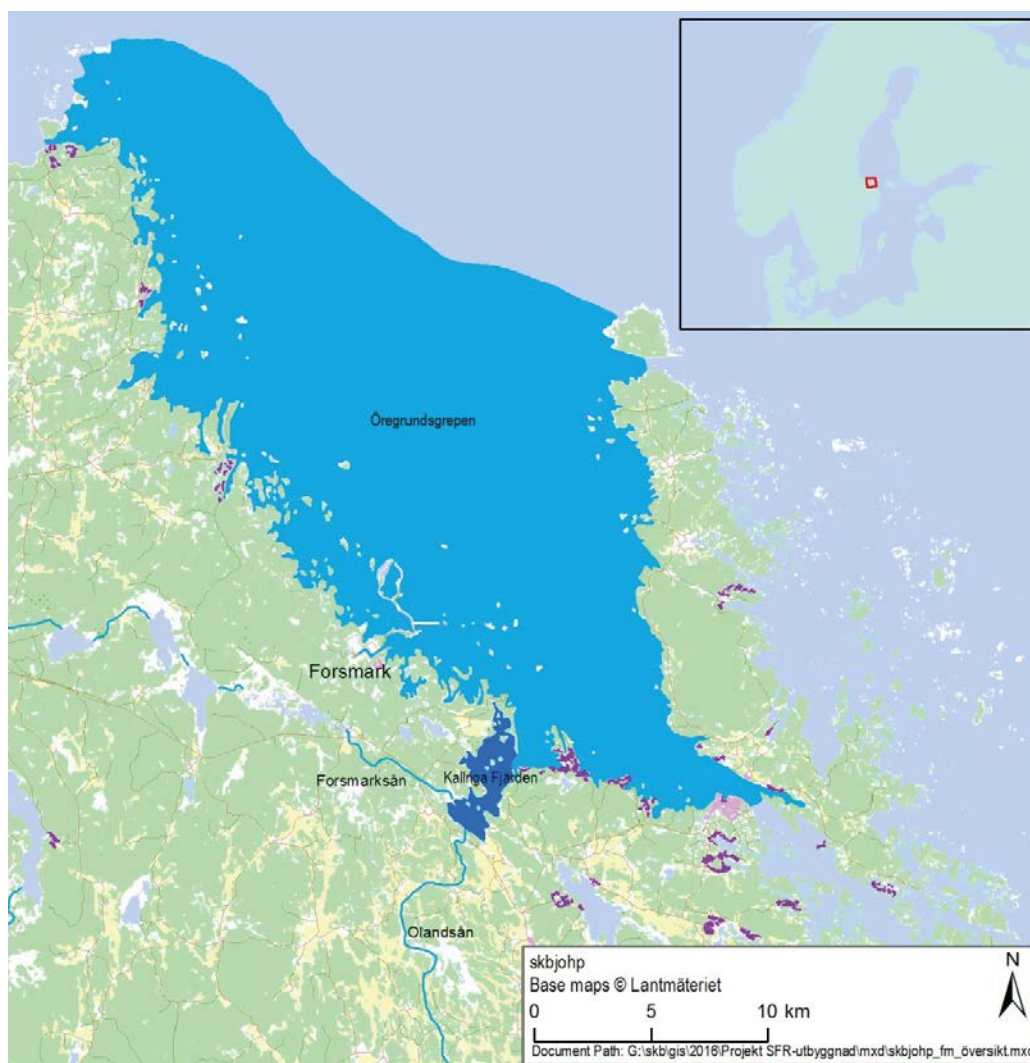 Öregrundsgrepen
Forsmark
Kallriga Fjärden
Forsmarksån
Olandsån
skbjohp
Base maps © Lantmäteriet
N
0 5 10 km
Document Path: G:\skb\gis\2016\Projekt SFR-utbyggnad\mxd\skbjohp_fm_översikt.mxd